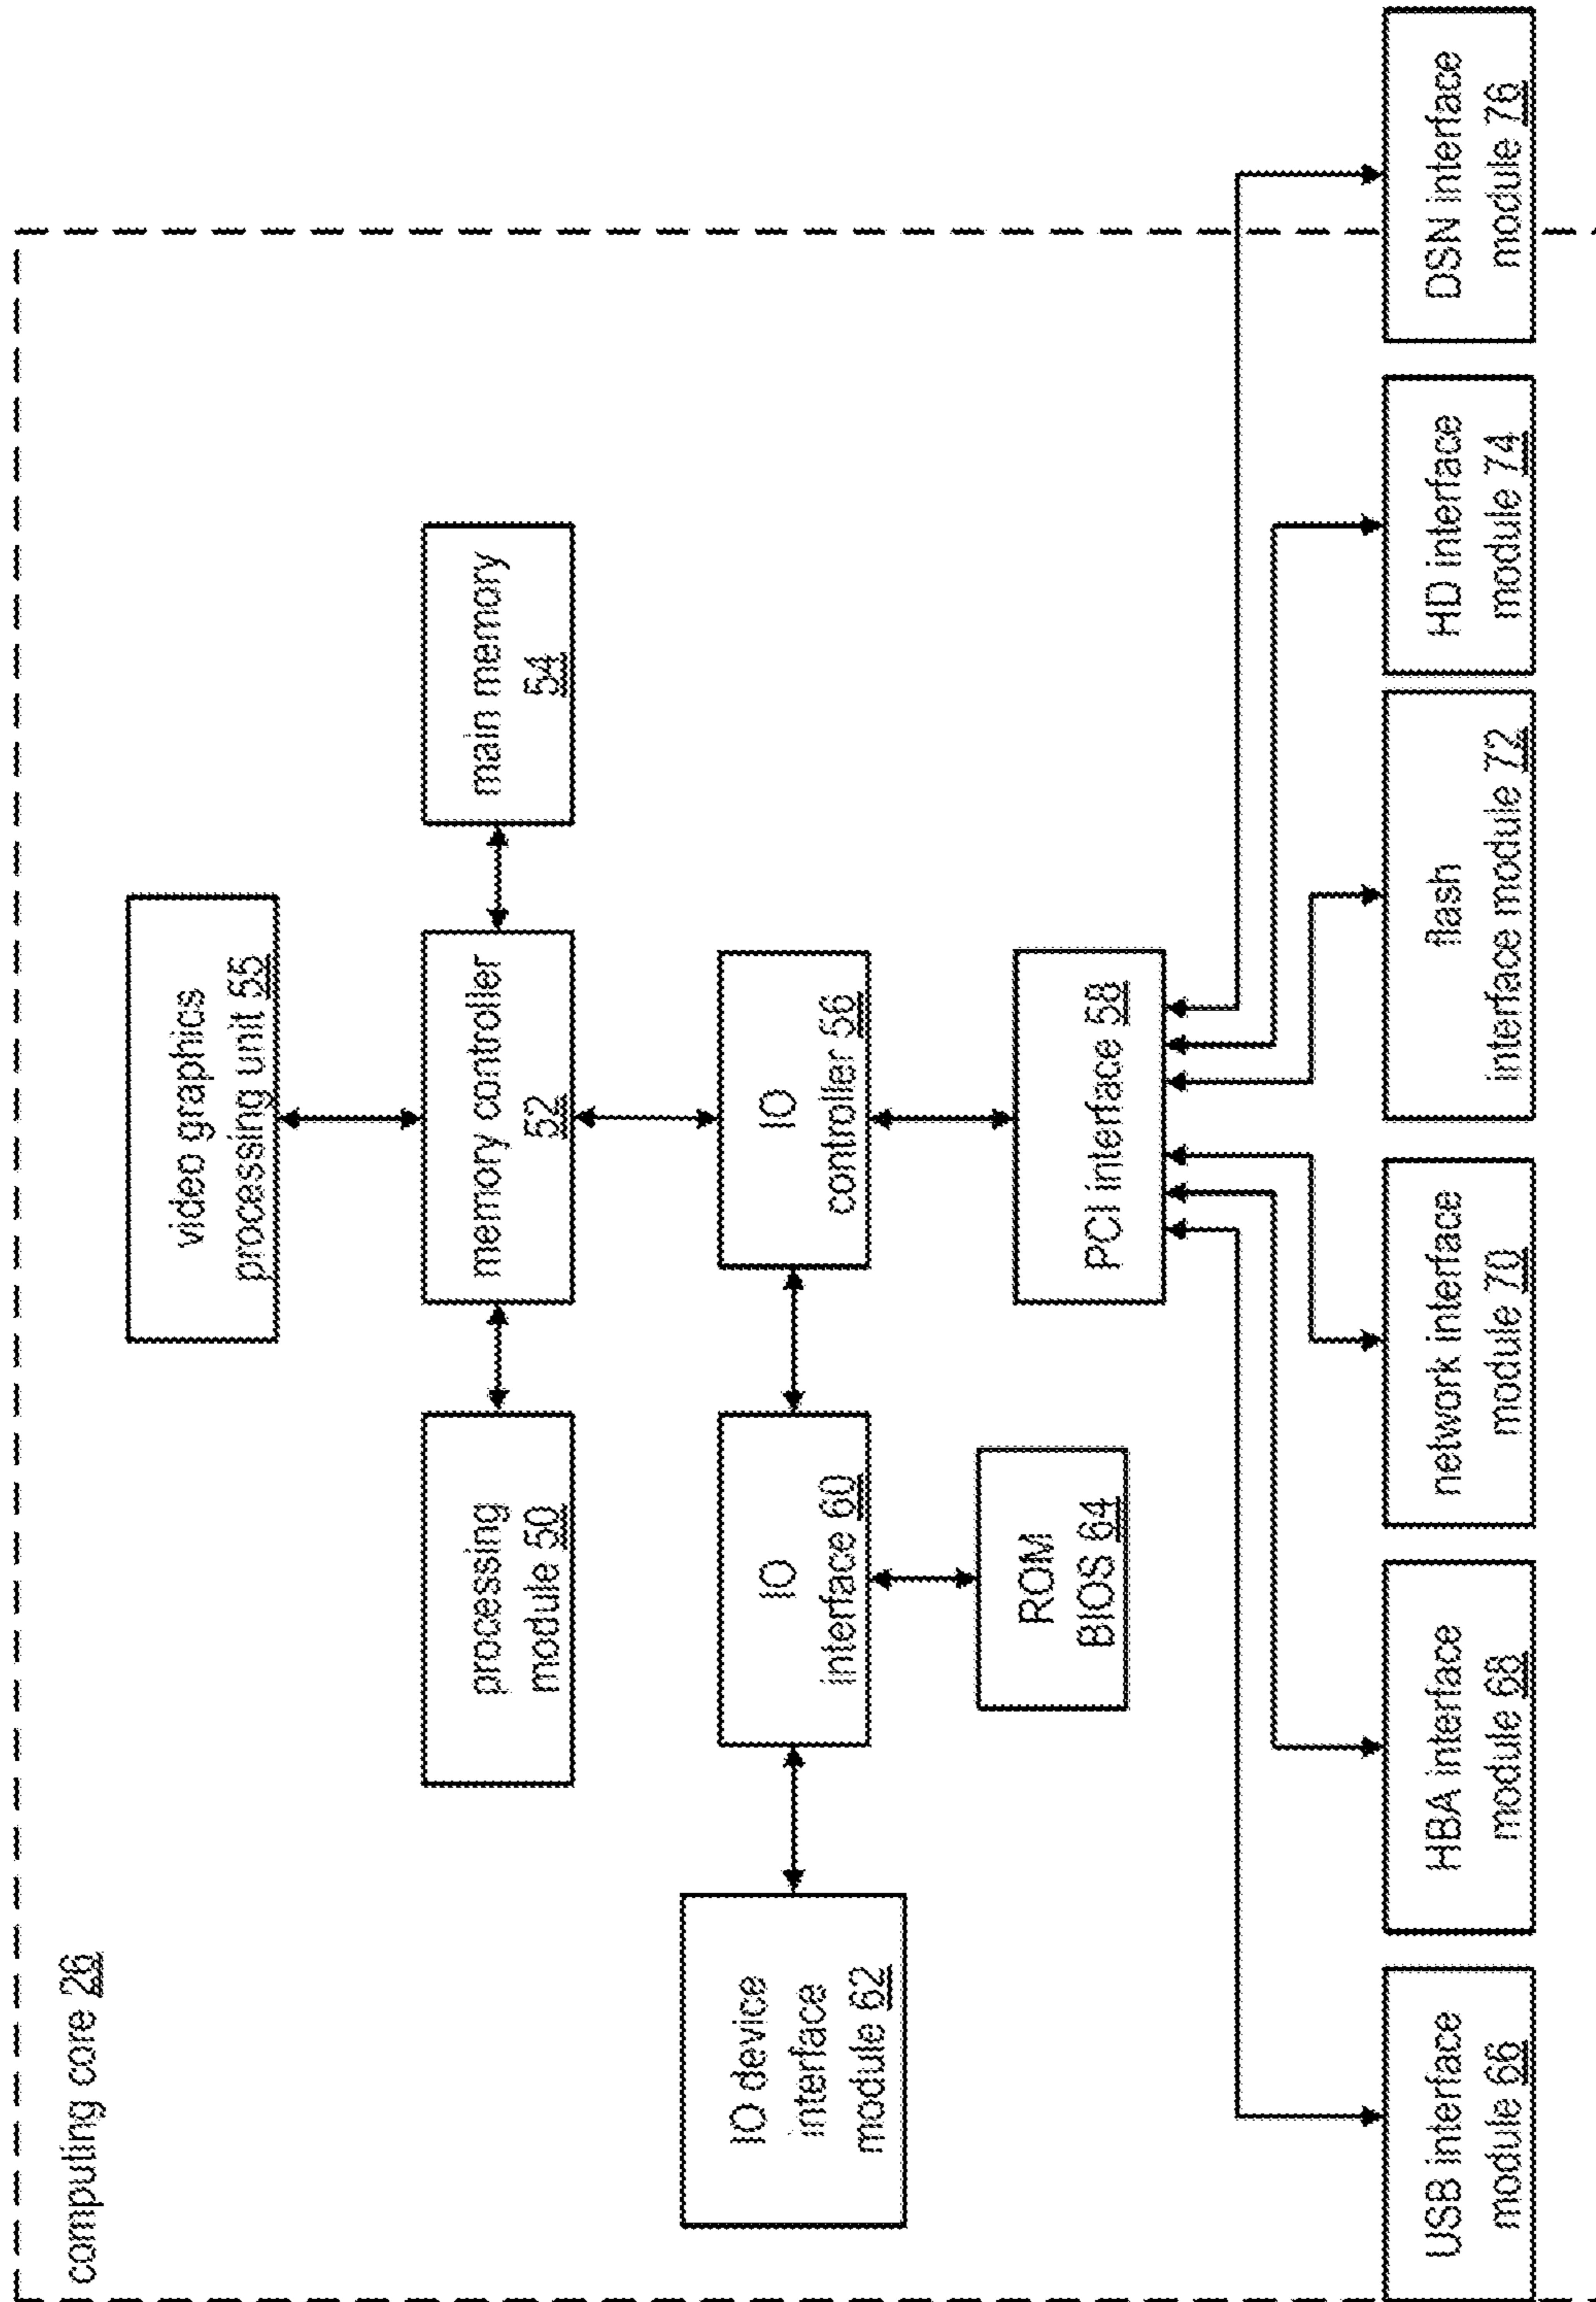 computing core 26
video graphics
processing unit 55
processing
module 50
memory controller
52
main memory
54
IO device
interface
module 62
IO
interface 60
IO
controller 56
ROM
BIOS 64
PCI interface 58
USB interface
module 66
HBA interface
module 68
network interface
module 70
flash
interface module 72
HD interface
module 74
DSN interface
module 76